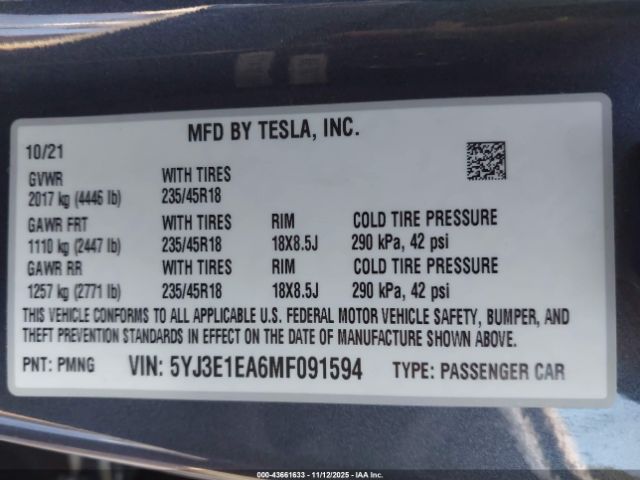 MFD BY TESLA, INC.
10/21
GVWR WITH TIRES
2017 kg (4446 lb) 235/45R18
GAWR FRT WITH TIRES RIM COLD TIRE PRESSURE
1110 kg (2447 lb) 235/45R18 18X8.5J 290 kPa, 42 psi
GAWR RR WITH TIRES RIM COLD TIRE PRESSURE
1257 kg (2771 lb) 235/45R18 18X8.5J 290 kPa, 42 psi
THIS VEHICLE CONFORMS TO ALL APPLICABLE U.S. FEDERAL MOTOR VEHICLE SAFETY, BUMPER, AND
THEFT PREVENTION STANDARDS IN EFFECT ON THE DATE OF MANUFACTURE SHOWN ABOVE.
PNT: PMNG VIN: 5YJ3E1EA6MF091594 TYPE: PASSENGER CAR
000-43661633 - 11/12/2025 - IAA Inc.